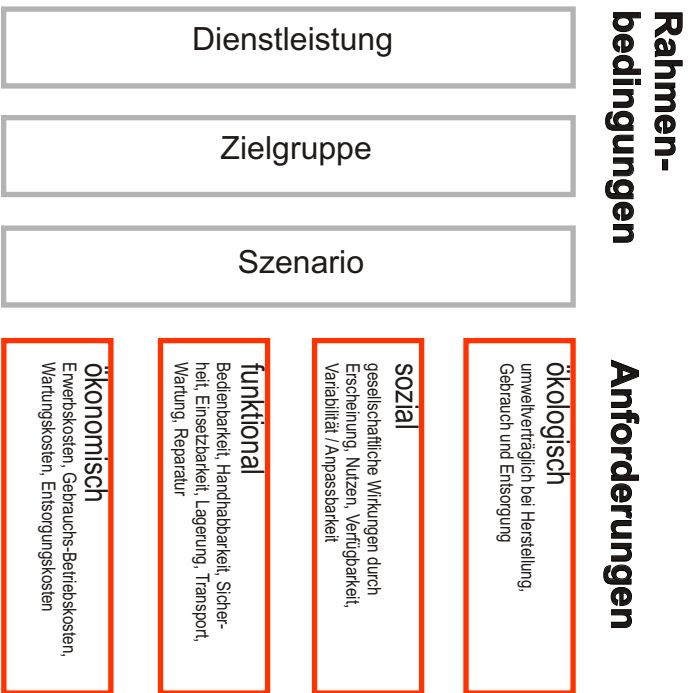 Dienstleistung
Zielgruppe
Szenario
Rahmen-
bedingungen
Anforderungen
ökonomisch
Erwerbskosten, Gebrauchs-Betriebskosten,
Wartungskosten, Entsorgungskosten
funktional
Bedienbarkeit, Handhabbarkeit, Sicher-
heit, Einsetzbarkeit, Lagerung, Transport,
Wartung, Reparatur
sozial
gesellschaftliche Wirkungen durch
Erscheinung, Nutzen, Verfügbarkeit,
Variabilität / Anpassbarkeit
ökologisch
umweltverträglich bei Herstellung,
Gebrauch und Entsorgung